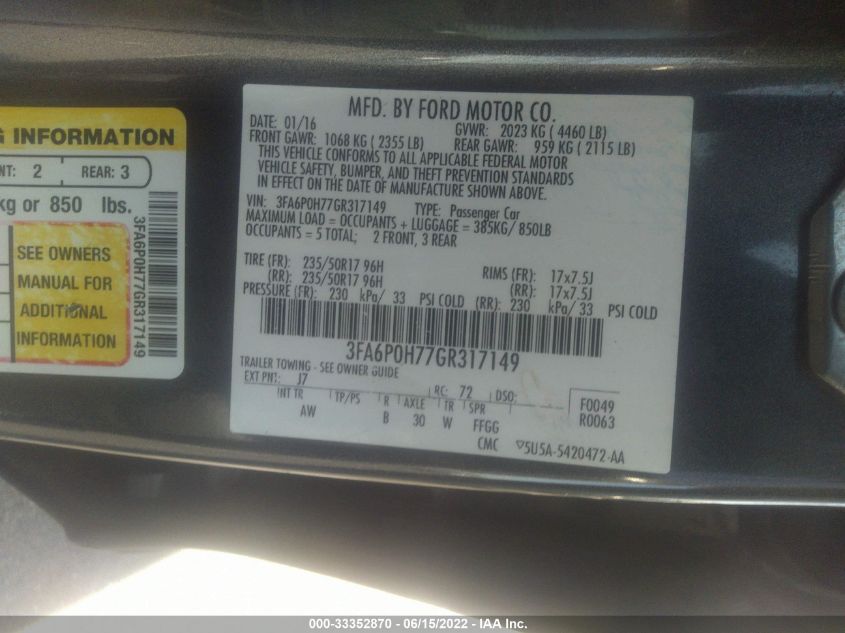 G INFORMATION
NT: 2 REAR: 3
kg or 850 lbs.
SEE OWNERS
MANUAL FOR
ADDITIONAL
INFORMATION
3FA6P0H77GR317149
MFD. BY FORD MOTOR CO.
DATE: 01/16 GVWR: 2023 KG ( 4460 LB)
FRONT GAWR: 1068 KG ( 2355 LB) REAR GAWR: 959 KG ( 2115 LB)
THIS VEHICLE CONFORMS TO ALL APPLICABLE FEDERAL MOTOR
VEHICLE SAFETY, BUMPER, AND THEFT PREVENTION STANDARDS
IN EFFECT ON THE DATE OF MANUFACTURE SHOWN ABOVE.
VIN: 3FA6P0H77GR317149 TYPE: Passenger Car
MAXIMUM LOAD = OCCUPANTS + LUGGAGE = 385KG/ 850LB
OCCUPANTS = 5 TOTAL; 2 FRONT, 3 REAR
TIRE (FR): 235/50R17 96H RIMS (FR): 17x7.5J
(RR): 235/50R17 96H (RR): 17x7.5J
PRESSURE (FR): 230 kPa/ 33 PSI COLD (RR): 230 kPa/ 33 PSI COLD
3FA6P0H77GR317149
TRAILER TOWING - SEE OWNER GUIDE
EXT PNT: J7 RC: 72 DSO:
INT TR TP/PS R AXLE TR SPR F0049
AW B 30 W FFGG R0063
CMC ▽5U5A-5420472-AA
000-33352870 - 06/15/2022 - IAA Inc.